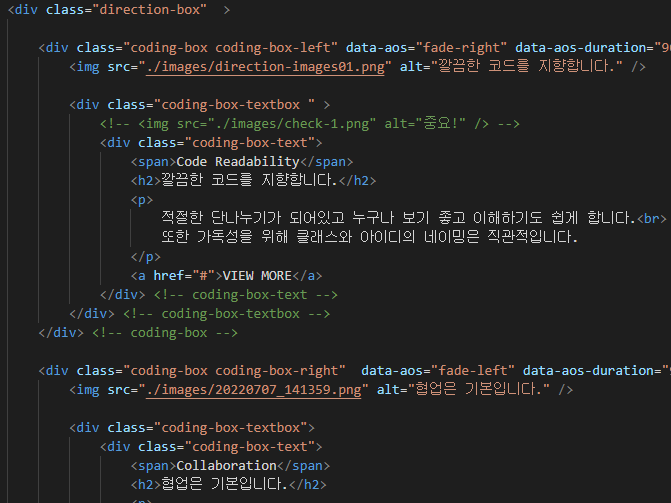 <div class="direction-box"  >
<div class="coding-box coding-box-left" data-aos="fade-right" data-aos-duration="9
<img src="./images/direction-images01.png" alt="깔끔한 코드를 지향합니다." />
<div class="coding-box-textbox " >
<!-- <img src="./images/check-1.png" alt="중요!" /> -->
<div class="coding-box-text">
<span>Code Readability</span>
<h2>깔끔한 코드를 지향합니다.</h2>
<p>
적절한 단나누기가 되어있고 누구나 보기 좋고 이해하기도 쉽게 합니다.<br>
또한 가독성을 위해 클래스와 아이디의 네이밍은 직관적입니다.
</p>
<a href="#">VIEW MORE</a>
</div> <!-- coding-box-text -->
</div> <!-- coding-box-textbox -->
</div> <!-- coding-box -->
<div class="coding-box coding-box-right"  data-aos="fade-left" data-aos-duration="
<img src="./images/20220707_141359.png" alt="협업은 기본입니다." />
<div class="coding-box-textbox">
<div class="coding-box-text">
<span>Collaboration</span>
<h2>협업은 기본입니다.</h2>